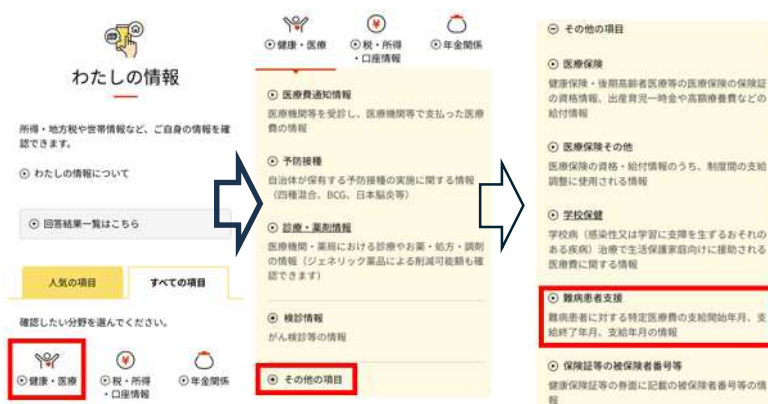 わたしの情報
所得・地方税や世帯情報など、ご自身の情報を確
認できます。
わたしの情報について
回答結果一覧はこちら
人気の項目
すべての項目
確認したい分野を選んでください。
健康・医療
税・所得
・口座情報
年金関係
健康・医療
税・所得
・口座情報
年金関係
医療費通知情報
医療機関等を受診し、医療機関等で支払った医療
費の情報
予防接種
自治体が保有する予防接種の実施に関する情報
（四種混合、BCG、日本脳炎等）
診療・薬剤情報
医療機関・薬局における診療やお薬・処方・調剤
の情報（ジェネリック薬品による削減可能額も確
認できます）
検診情報
がん検診等の情報
その他の項目
その他の項目
医療保険
健康保険・後期高齢者医療等の医療保険の保険証
の資格情報、出産育児一時金や高額療養費などの
給付情報
医療保険その他
医療保険の資格・給付情報のうち、制度間の支給
調整に使用される情報
学校保健
学校病（感染性又は学習に支障を生ずるおそれの
ある疾病）治療で生活保護家庭向けに援助される
医療費に関する情報
難病患者支援
難病患者に対する特定医療費の支給開始年月、支
給終了年月、支給年月の情報
保険証等の被保険者番号等
健康保険証等の券面に記載の被保険者番号等の情
報